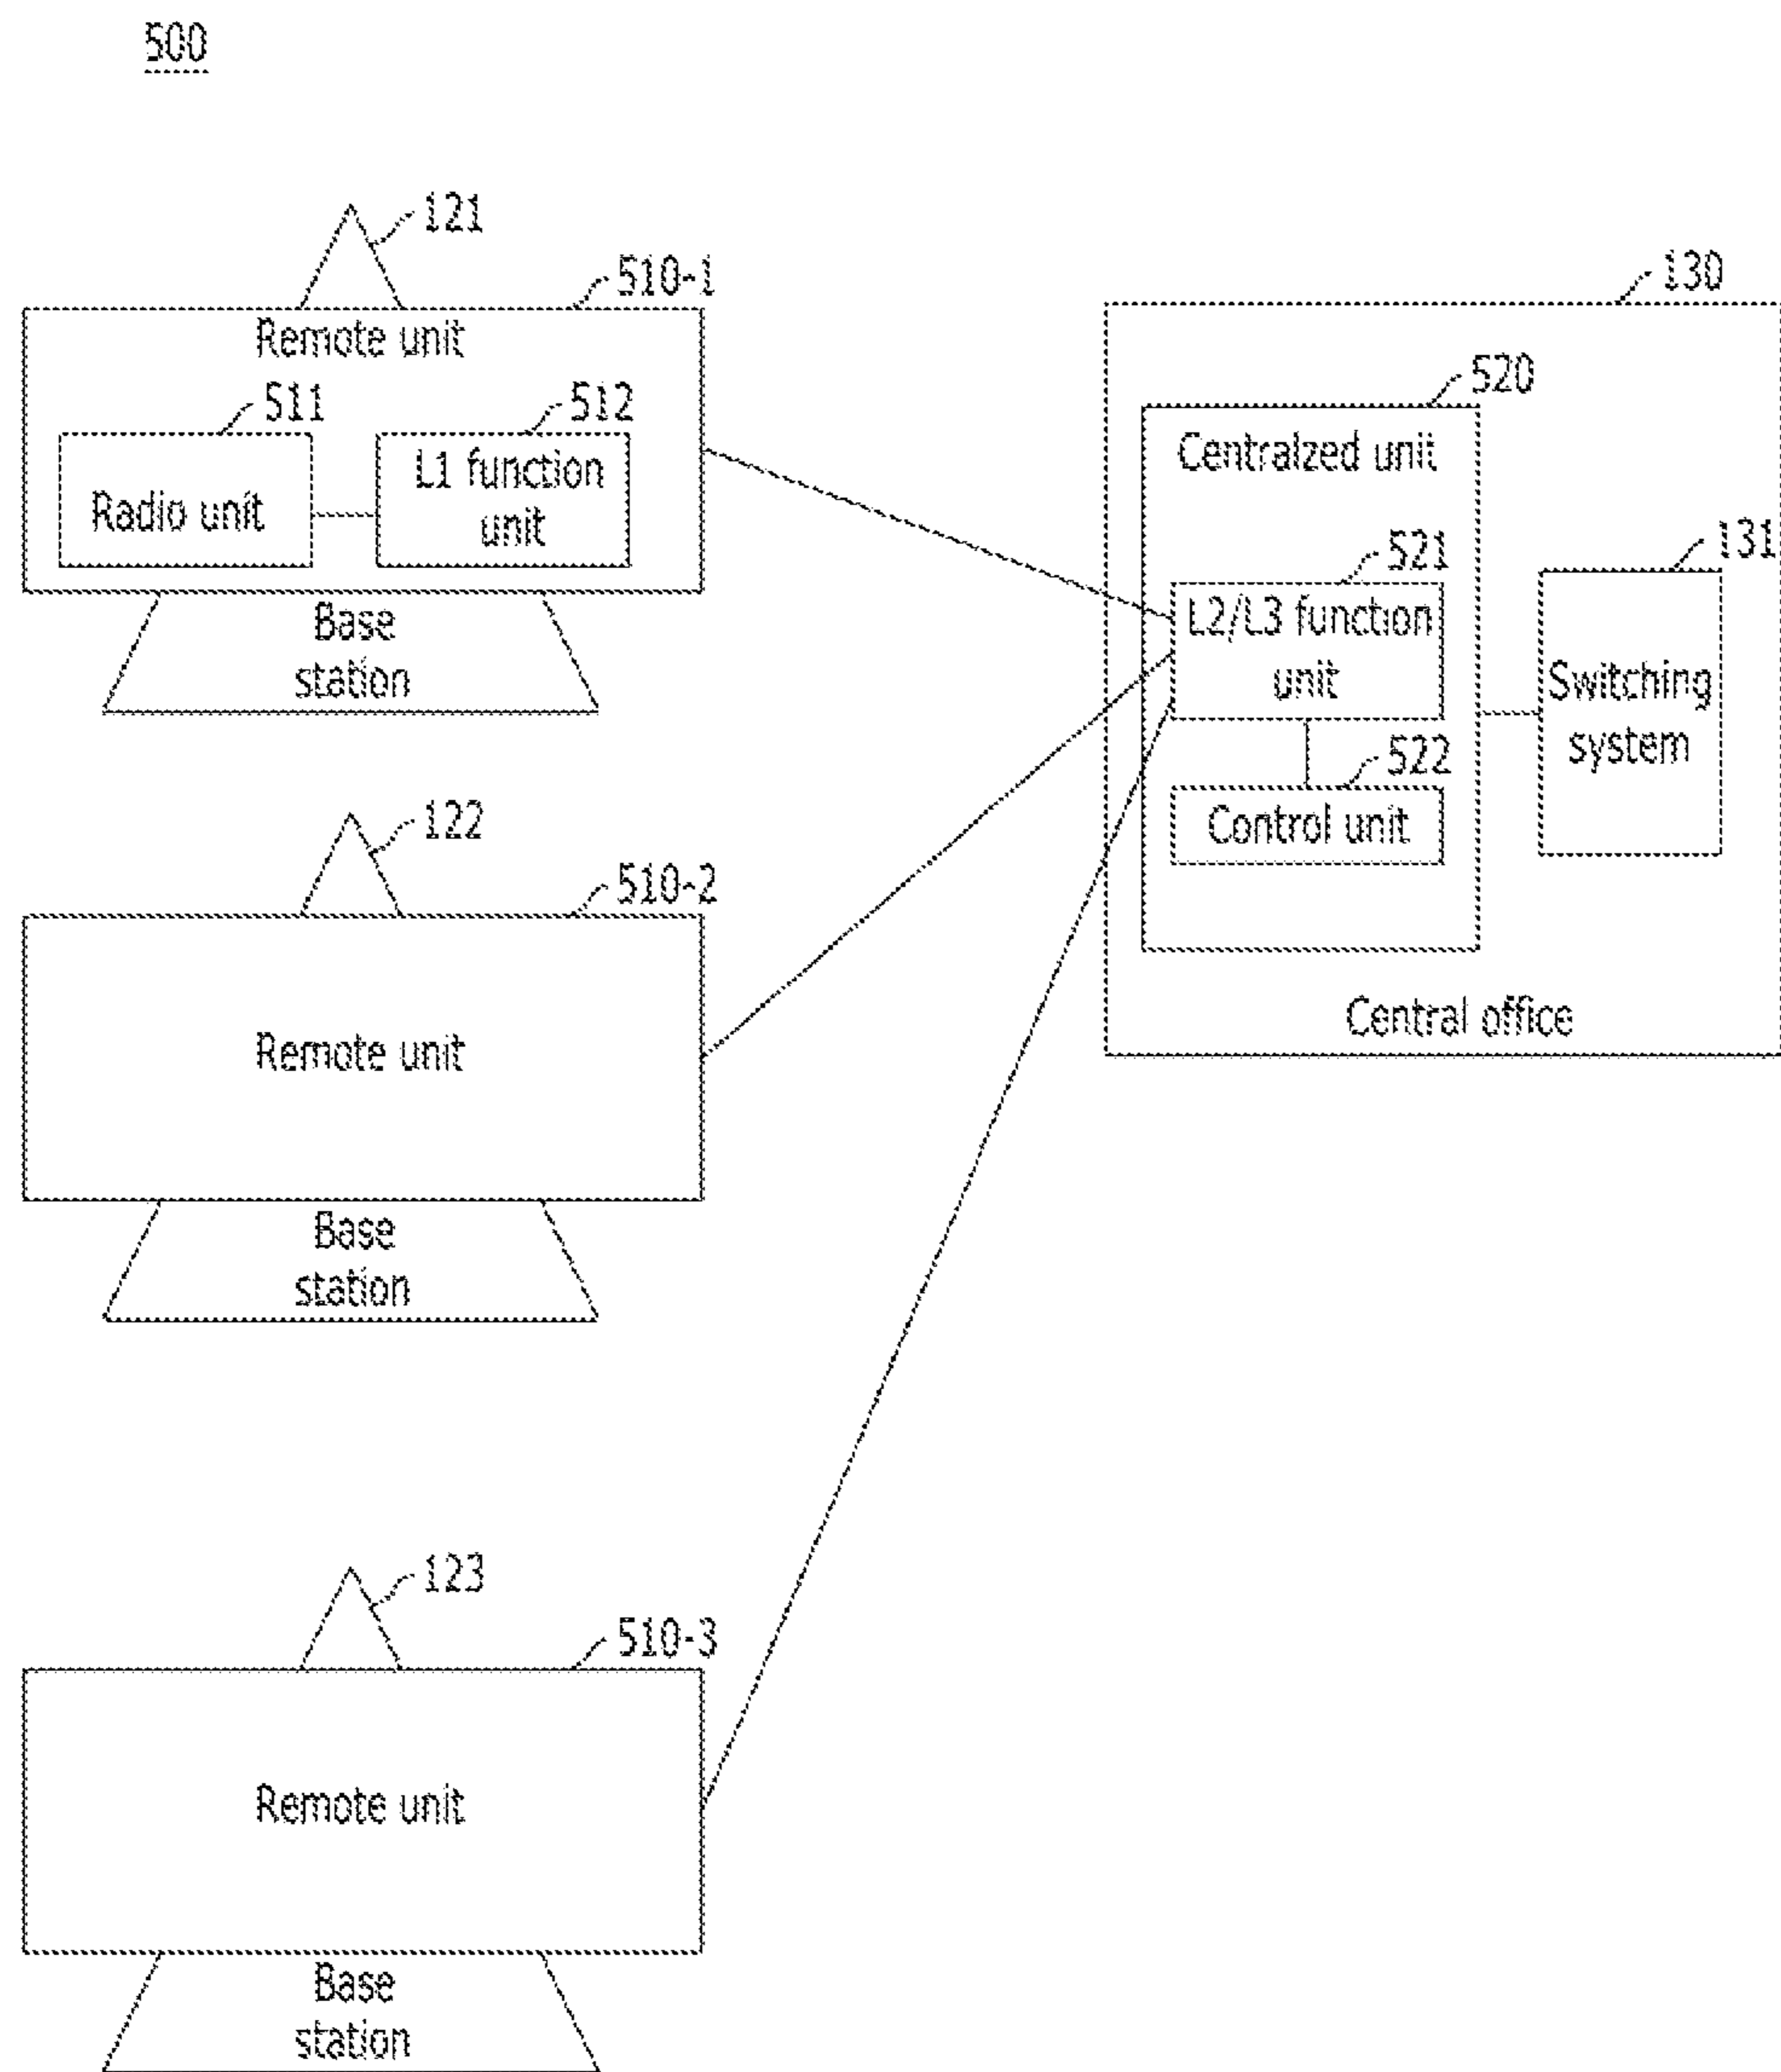 500
121
510-1
Remote unit
511
512
Radio unit
L1 function
unit
Base
station
122
510-2
Remote unit
Base
station
123
510-3
Remote unit
Base
station
130
520
Centralzed unit
521
L2/L3 function
unit
522
Control unit
131
Switching
system
Central office